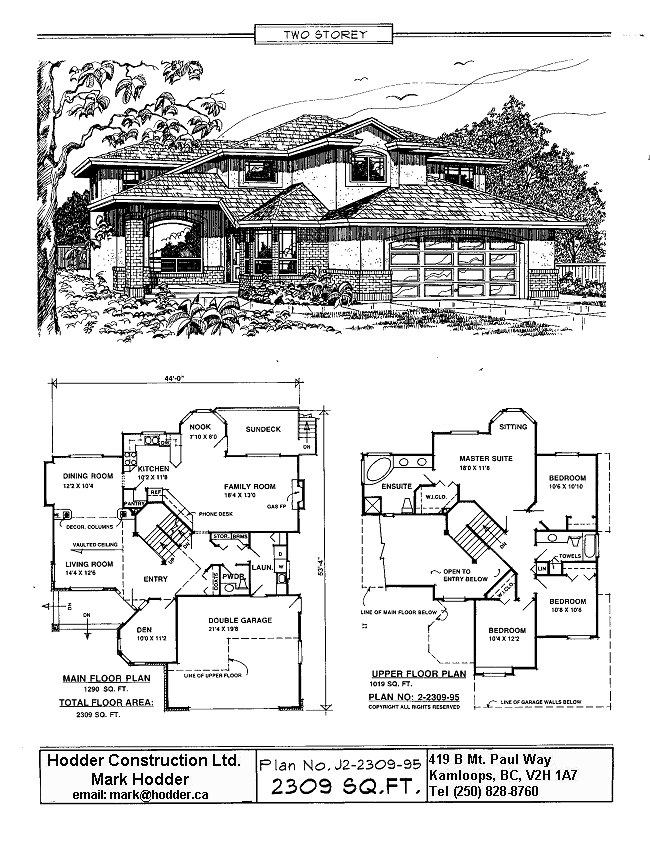 TWO STOREY
44'-0"
NOOK
7'10 X 8'0
SUNDECK
DN
KITCHEN
10'2 X 11'8
DW
DINING ROOM
12'2 X 10'4
FAMILY ROOM
18'4 X 13'0
REF
PANTRY
PHONE DESK
GAS FP
DECOR. COLUMNS
VAULTED CEILING
STOR.
BRMS
D
W
LIVING ROOM
14'4 X 12'6
UP
ENTRY
COATS
PWDR.
LAUN.
53'-4"
DN
DN
DEN
10'0 X 11'2
DOUBLE GARAGE
21'4 X 19'8
LINE OF UPPER FLOOR
MAIN FLOOR PLAN
1290 SQ. FT.
TOTAL FLOOR AREA:
2309 SQ. FT.
SITTING
MASTER SUITE
18'0 X 11'8
ENSUITE
W.I.CLO.
BEDROOM
10'6 X 10'10
DN
TOWELS
LIN
OPEN TO
ENTRY BELOW
W.I.CLO.
LINE OF MAIN FLOOR BELOW
BEDROOM
10'8 X 10'6
BEDROOM
10'4 X 12'2
UPPER FLOOR PLAN
1019 SQ. FT.
PLAN NO: 2-2309-95
COPYRIGHT ALL RIGHTS RESERVED
LINE OF GARAGE WALLS BELOW
Hodder Construction Ltd.
Mark Hodder
email: mark@hodder.ca
Plan No. J2-2309-95
2309 SQ.FT.
419 B Mt. Paul Way
Kamloops, BC, V2H 1A7
Tel (250) 828-8760